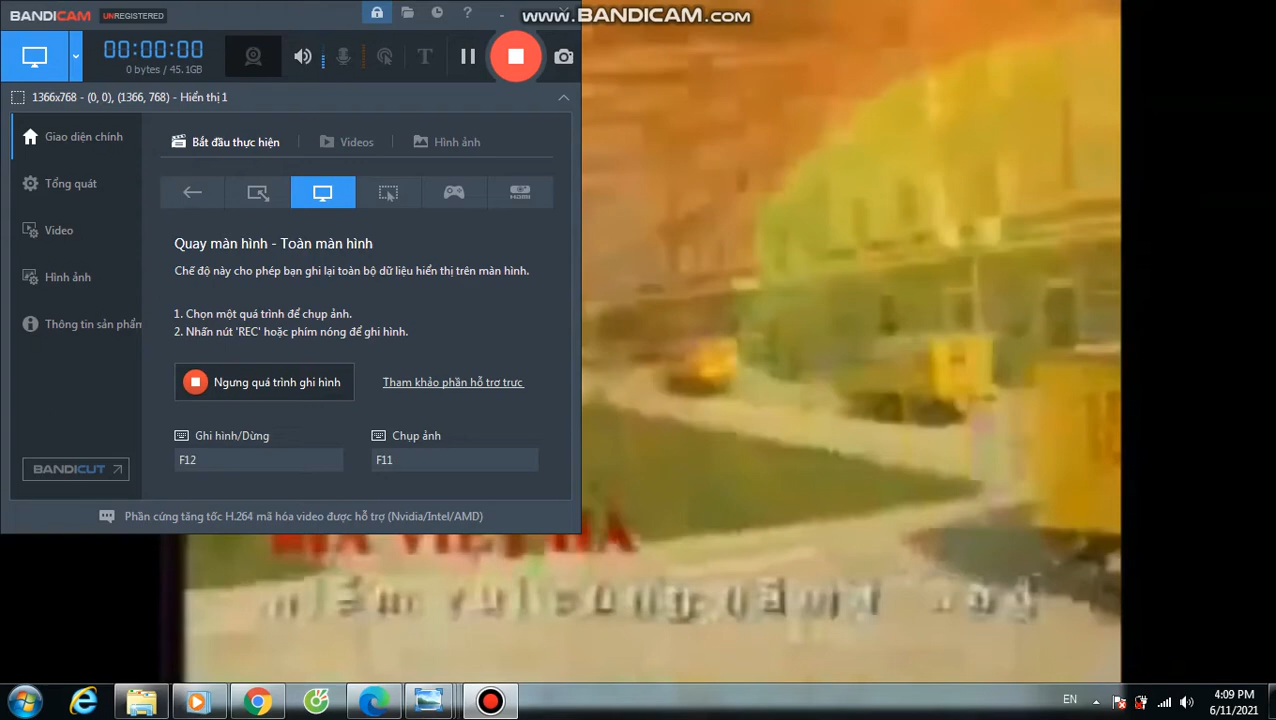 BANDICAM UNREGISTERED
www.BANDICAM.com
00:00:00
0 bytes / 45.1GB
1366x768 - (0, 0), (1366, 768) - Hiển thị 1
Giao diện chính
Tổng quát
Video
Hình ảnh
Thông tin sản phẩm
BANDICUT
Bắt đầu thực hiện
Videos
Hình ảnh
HDMI
Quay màn hình - Toàn màn hình
Chế độ này cho phép bạn ghi lại toàn bộ dữ liệu hiển thị trên màn hình.
1. Chọn một quá trình để chụp ảnh.
2. Nhấn nút 'REC' hoặc phím nóng để ghi hình.
Ngưng quá trình ghi hình
Tham khảo phần hỗ trợ trực
Ghi hình/Dừng
Chụp ảnh
F12
F11
Phần cứng tăng tốc H.264 mã hóa video được hỗ trợ (Nvidia/Intel/AMD)
EN
4:09 PM
6/11/2021